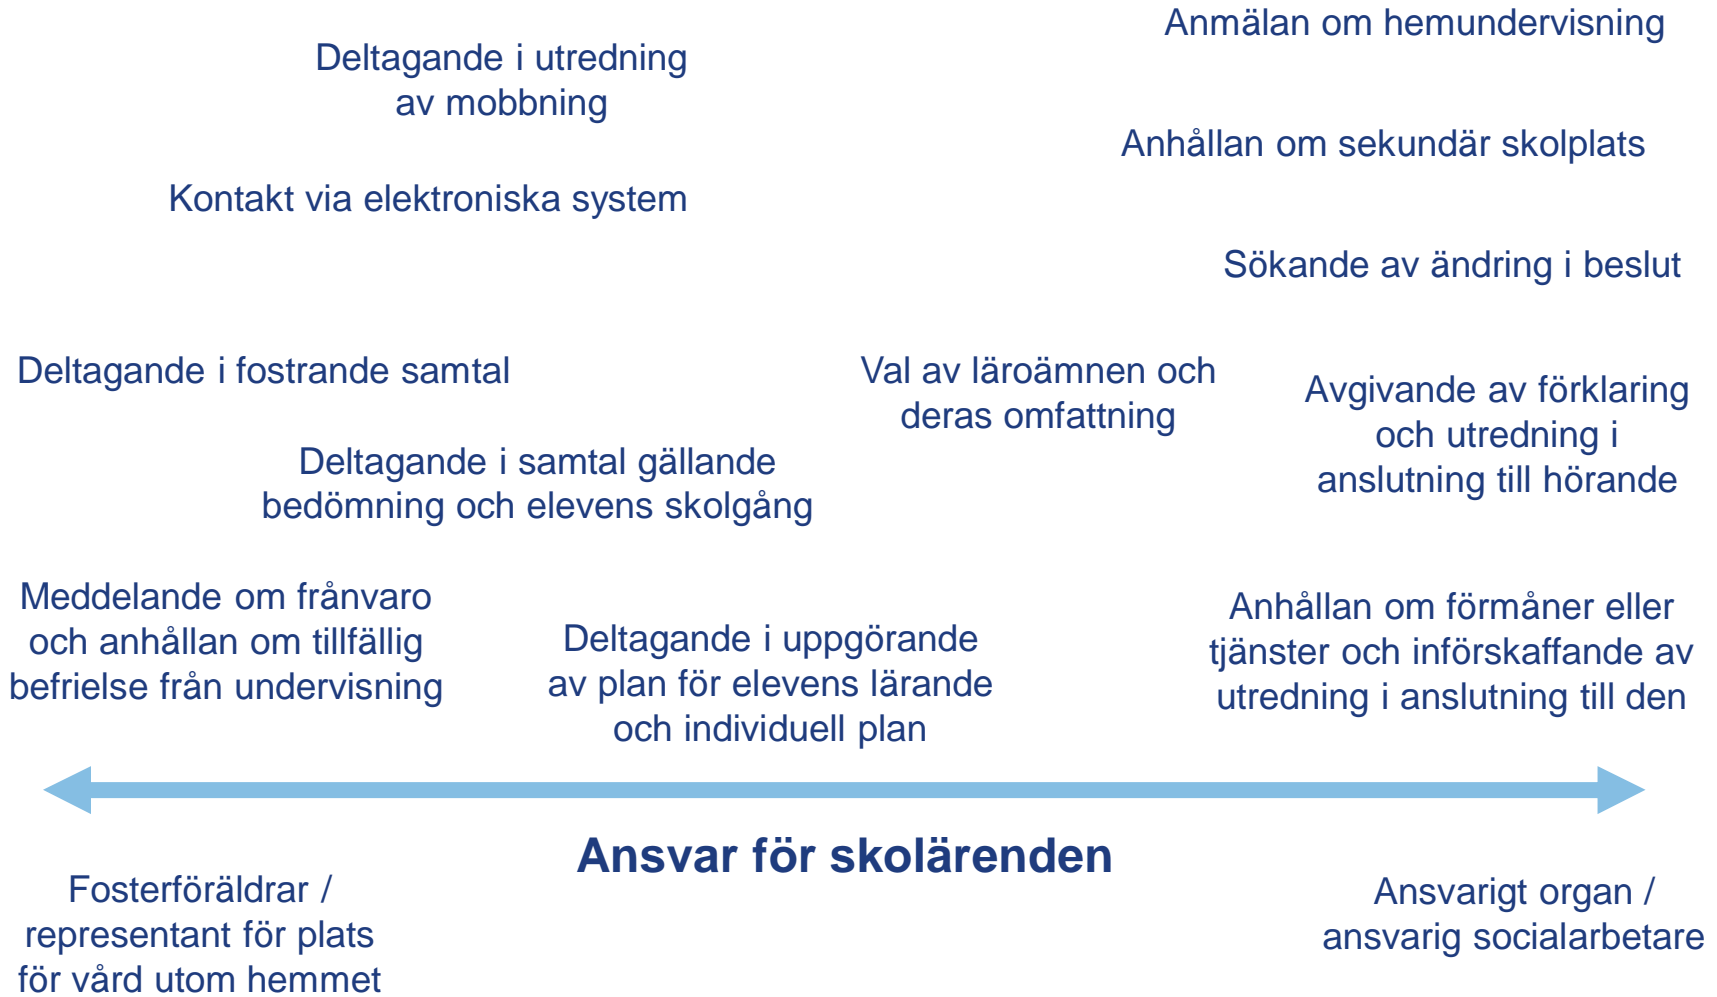 Anmälan om hemundervisning
Deltagande i utredning
av mobbning
Anhållan om sekundär skolplats
Kontakt via elektroniska system
Sökande av ändring i beslut
Deltagande i fostrande samtal
Val av läroämnen och
deras omfattning
Avgivande av förklaring
och utredning i
anslutning till hörande
Deltagande i samtal gällande
bedömning och elevens skolgång
Meddelande om frånvaro
och anhållan om tillfällig
befrielse från undervisning
Deltagande i uppgörande
av plan för elevens lärande
och individuell plan
Anhållan om förmåner eller
tjänster och införskaffande av
utredning i anslutning till den
Ansvar för skolärenden
Fosterföräldrar /
representant för plats
för vård utom hemmet
Ansvarigt organ /
ansvarig socialarbetare